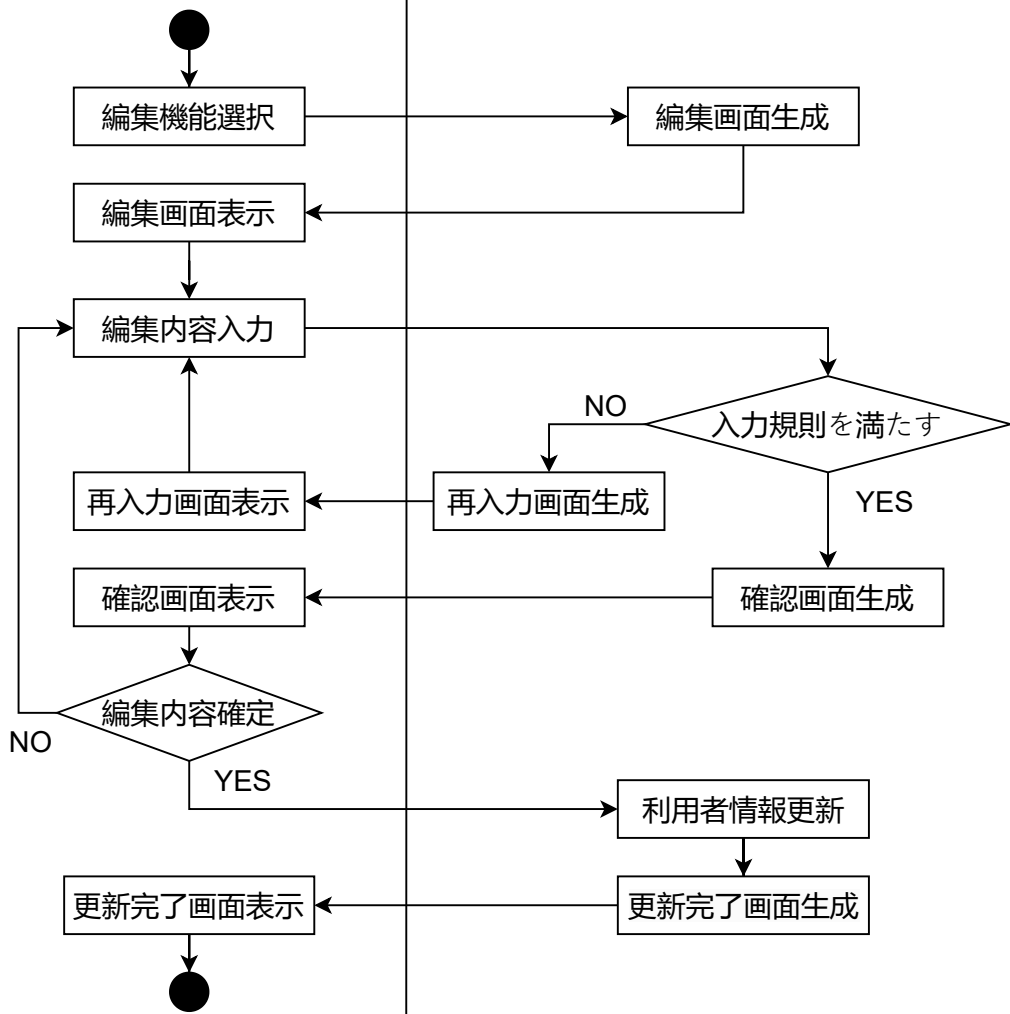 編集機能選択
編集画面生成
編集画面表示
編集内容入力
NO
入力規則を満たす
再入力画面表示
再入力画面生成
YES
確認画面表示
確認画面生成
編集内容確定
NO
YES
利用者情報更新
更新完了画面表示
更新完了画面生成